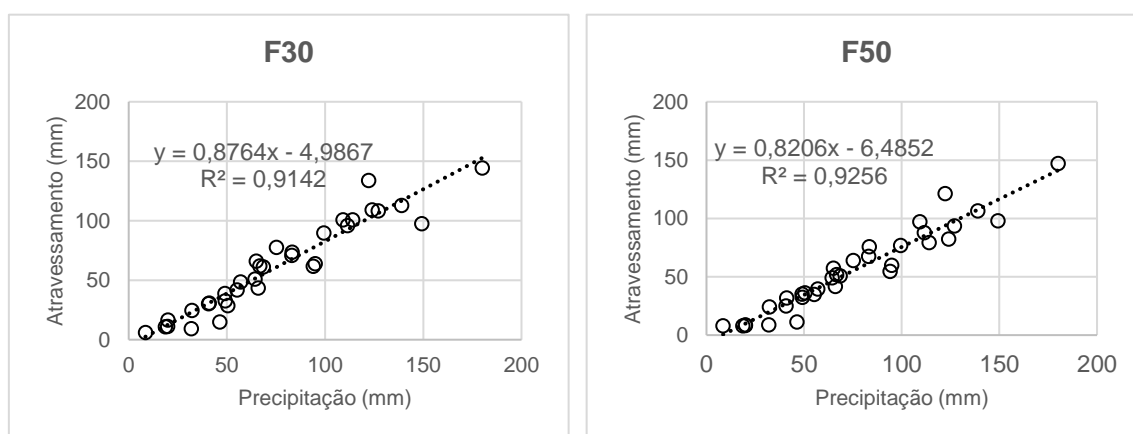 F30
200
150
100
50
0
y = 0,8764x - 4,9867
R² = 0,9142
Atravessamento (mm)
0
50
100
150
200
Precipitação (mm)
F50
200
150
100
50
0
y = 0,8206x - 6,4852
R² = 0,9256
Atravessamento (mm)
0
50
100
150
200
Precipitação (mm)